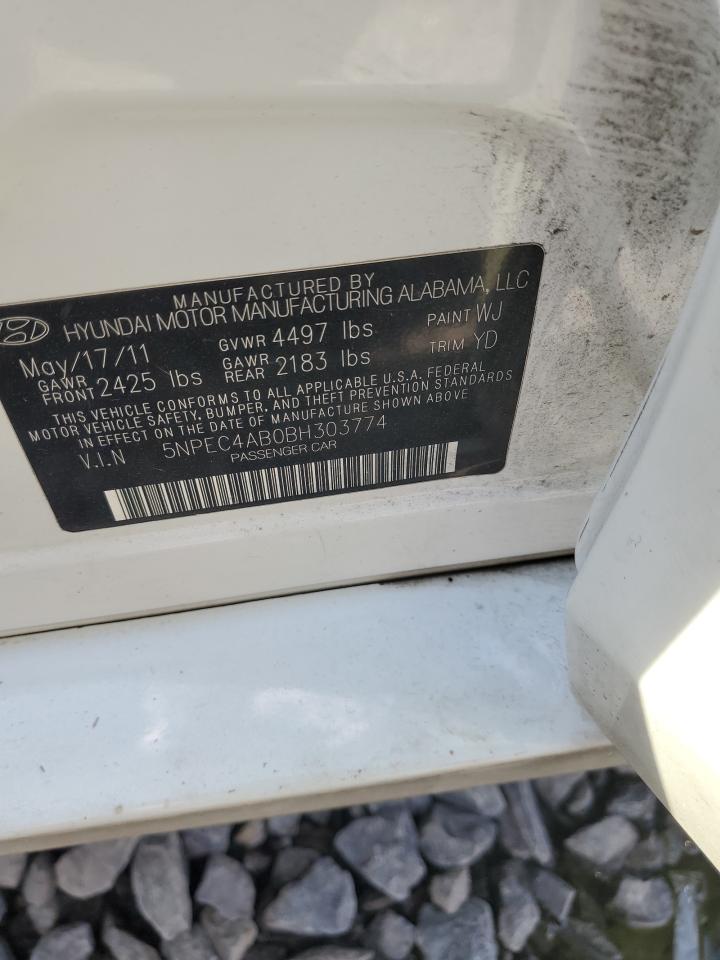 MANUFACTURED BY
HYUNDAI MOTOR MANUFACTURING ALABAMA, LLC
May/17/11 GVWR 4497 lbs PAINT WJ
GAWR FRONT 2425 lbs GAWR REAR 2183 lbs TRIM YD
THIS VEHICLE CONFORMS TO ALL APPLICABLE U.S.A. FEDERAL
MOTOR VEHICLE SAFETY, BUMPER, AND THEFT PREVENTION STANDARDS
IN EFFECT ON THE DATE OF MANUFACTURE SHOWN ABOVE
V.I.N 5NPEC4AB0BH303774
PASSENGER CAR